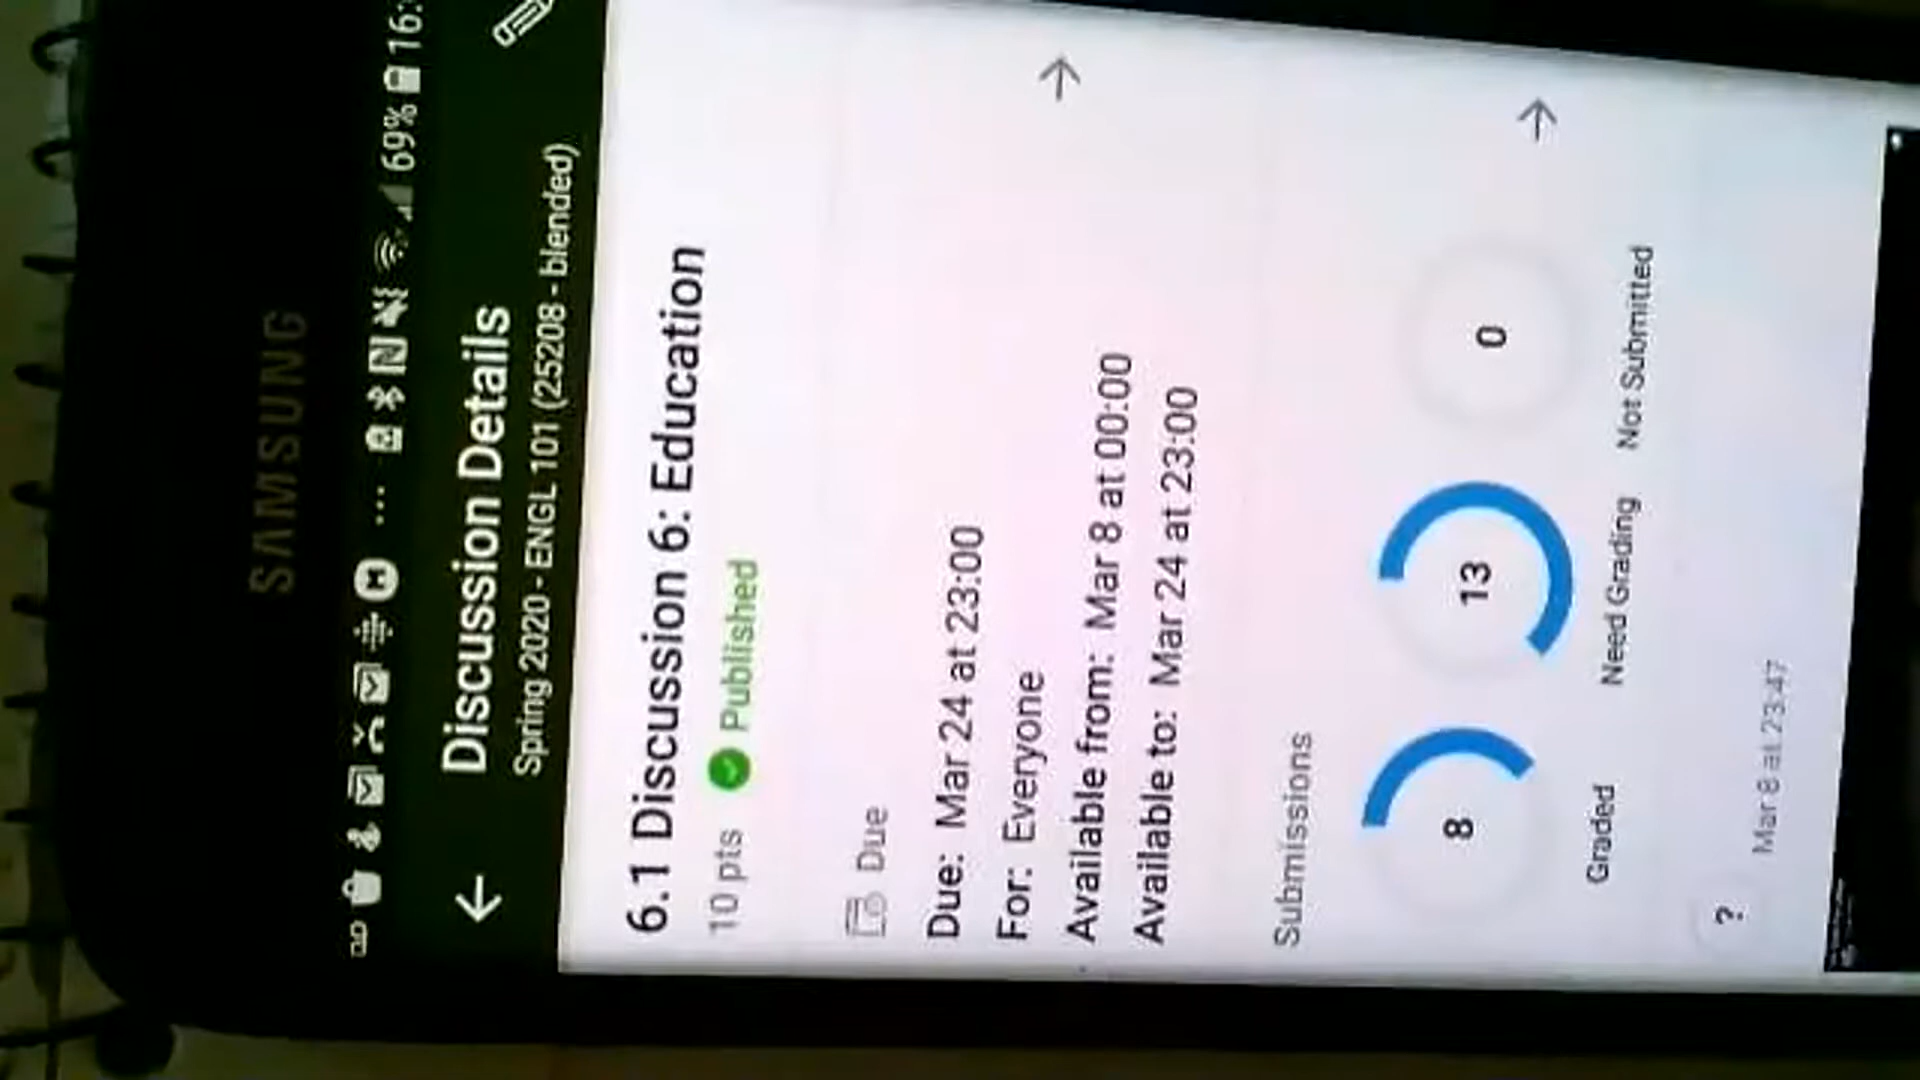 SAMSUNG
69% 16:
Discussion Details
Spring 2020 - ENGL 101 (25208 - blended)
6.1 Discussion 6: Education
10 pts Published
Due
Due: Mar 24 at 23:00
For: Everyone
Available from: Mar 8 at 00:00
Available to: Mar 24 at 23:00
Submissions
8 13 0
Graded Need Grading Not Submitted
?
Mar 8 at 23:47